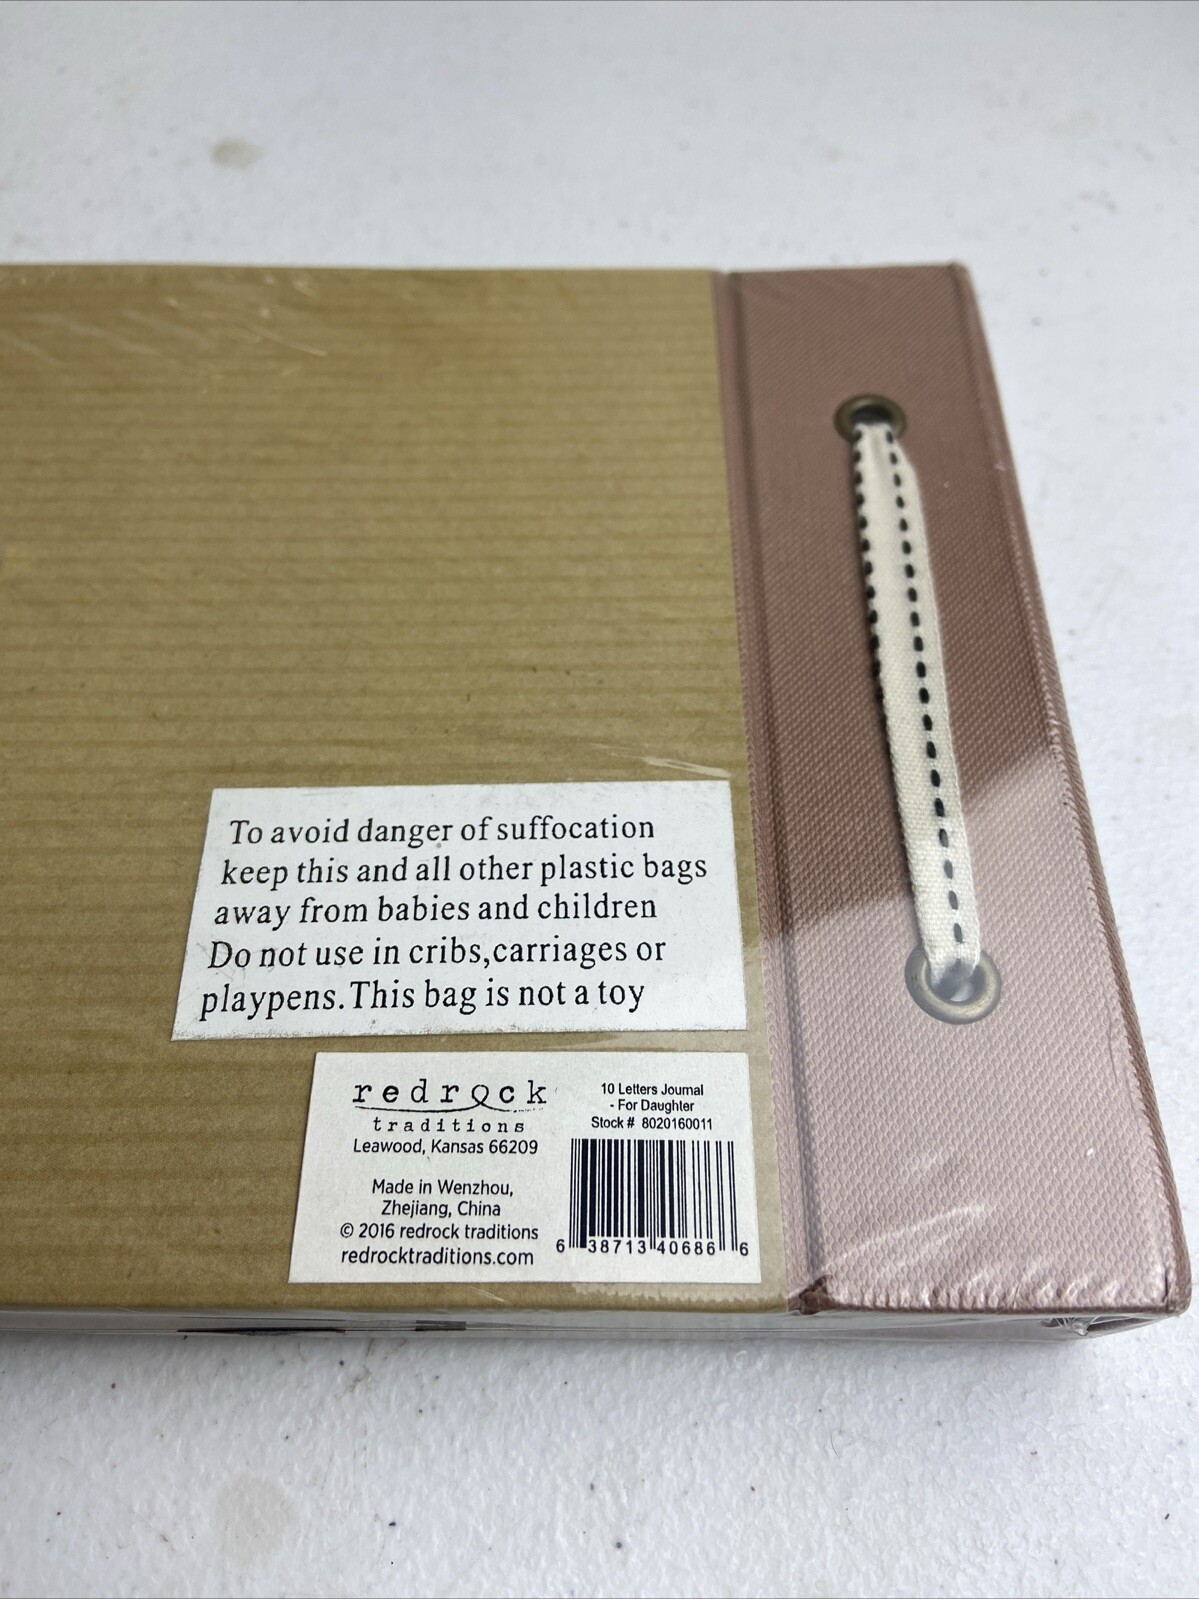 To avoid danger of suffocation
keep this and all other plastic bags
away from babies and children
Do not use in cribs,carriages or
playpens.This bag is not a toy
redrock
traditions
Leawood, Kansas 66209
Made in Wenzhou,
Zhejiang, China
© 2016 redrock traditions
redrocktraditions.com
10 Letters Journal
- For Daughter
Stock # 8020160011
6 38713 40686 6